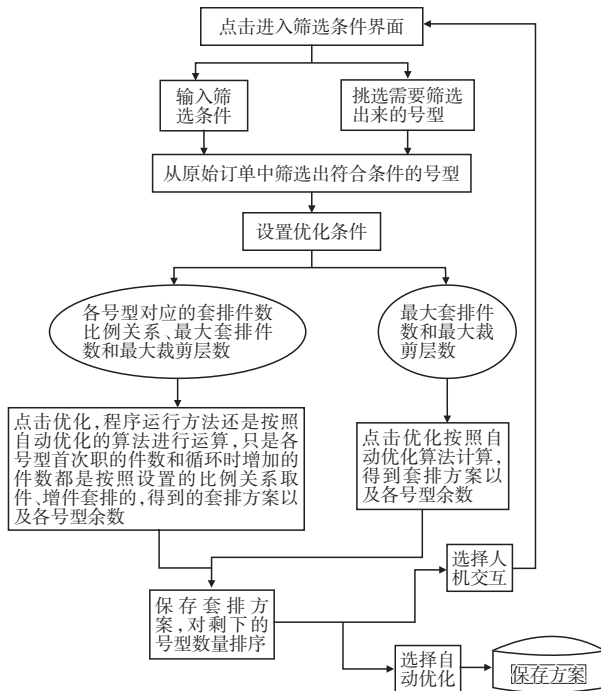 点击进入筛选条件界面
输入筛
选条件
挑选需要筛选
出来的号型
从原始订单中筛选出符合条件的号型
设置优化条件
各号型对应的套排件数
比例关系、最大套排件
数和最大裁剪层数
最大套排件
数和最大裁
剪层数
点击优化,程序运行方法还是按照
自动优化的算法进行运算,只是各
号型首次职的件数和循环时增加的
件数都是按照设置的比例关系取
件、增件套排的,得到的套排方案以
及各号型余数
点击优化按照自
动优化算法计算,
得到套排方案以
及各号型余数
选择人
机交互
保存套排方
案,对剩下的
号型数量排序
选择自
动优化
保存方案